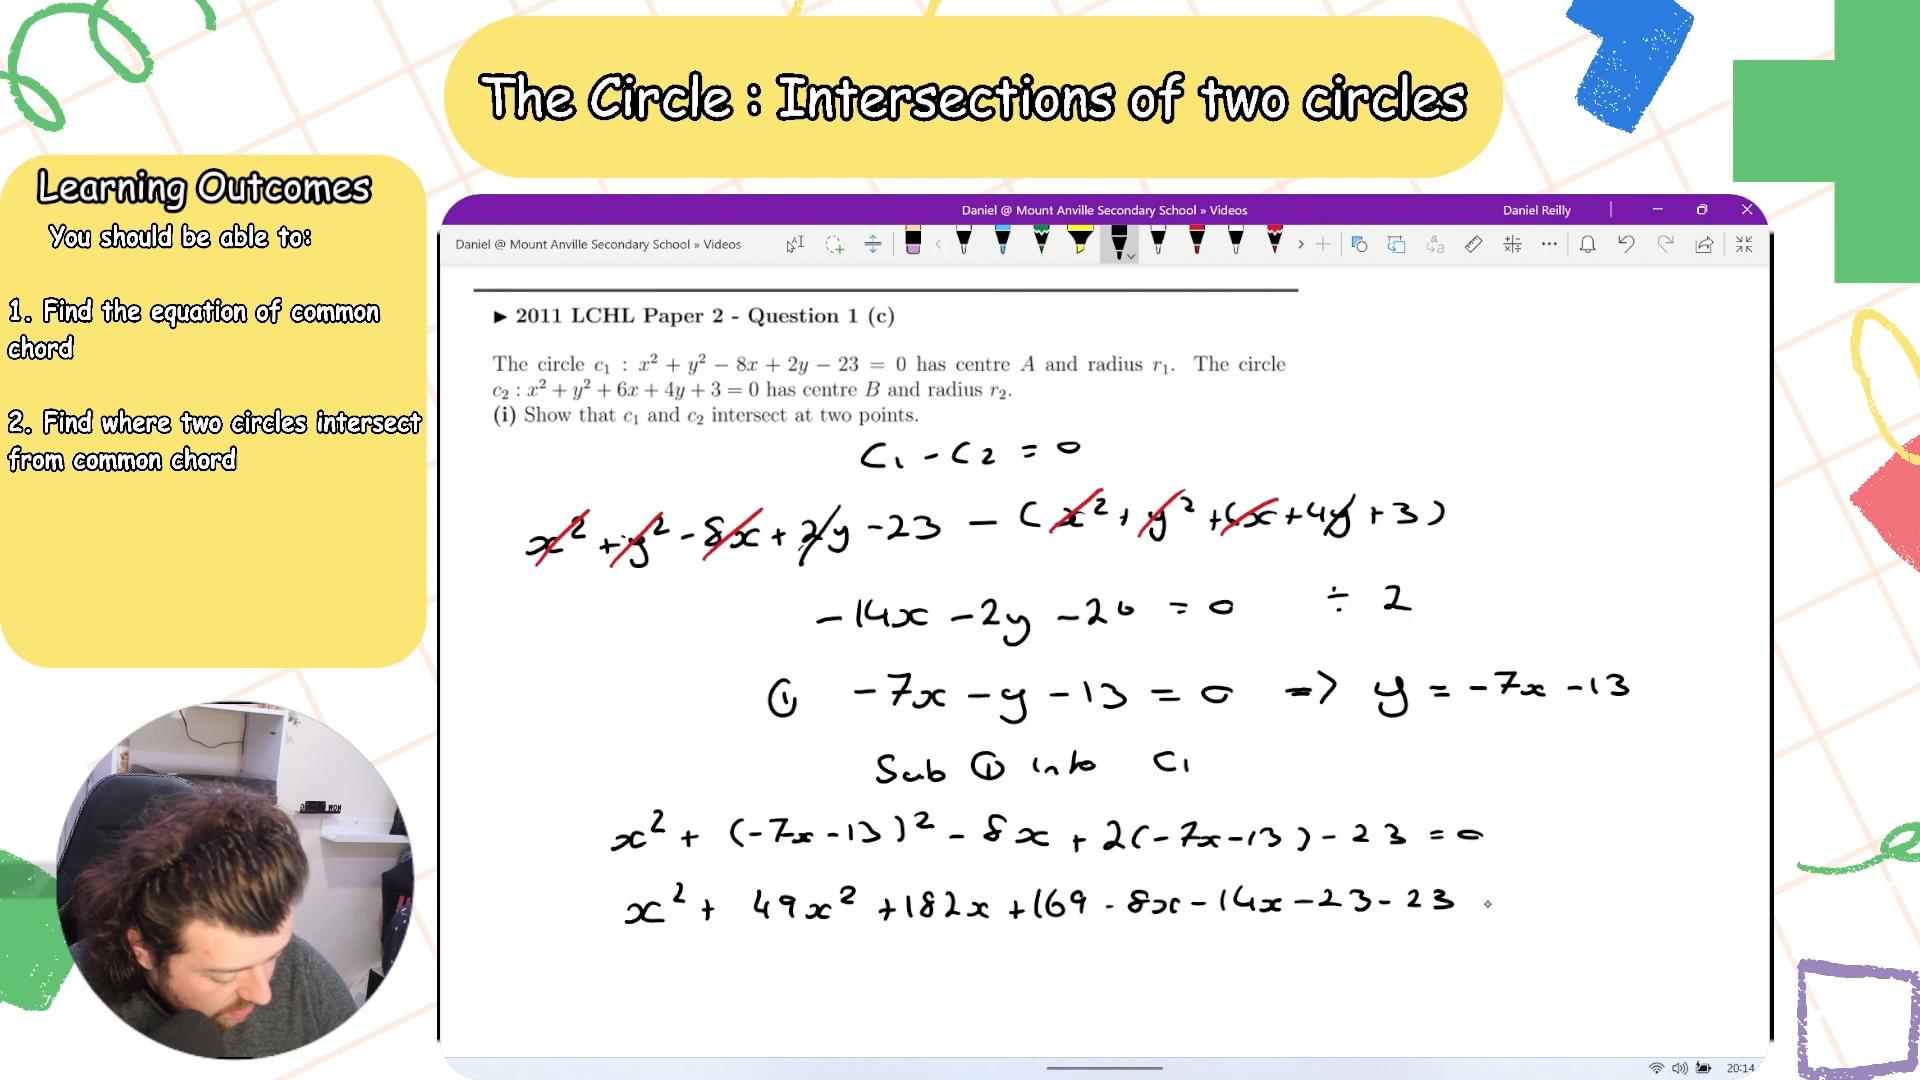 The Circle : Intersections of two circles
Learning Outcomes
You should be able to:
1. Find the equation of common
chord
2. Find where two circles intersect
from common chord
Daniel @ Mount Anville Secondary School » Videos
Daniel Reilly
Daniel @ Mount Anville Secondary School » Videos
► 2011 LCHL Paper 2 - Question 1 (c)
The circle c₁ : x² + y² − 8x + 2y − 23 = 0 has centre A and radius r₁. The circle
c₂ : x² + y² + 6x + 4y + 3 = 0 has centre B and radius r₂.
(i) Show that c₁ and c₂ intersect at two points.
C₁ - C₂ = 0
x² + y² - 8x + 2y - 23 - (x² + y² + 6x + 4y + 3)
-14x - 2y - 26 = 0 ÷ 2
① -7x - y - 13 = 0 => y = -7x - 13
Sub ① into C₁
x² + (-7x - 13)² - 8x + 2(-7x - 13) - 23 = 0
x² + 49x² + 182x + 169 - 8x - 14x - 23 - 23
20:14